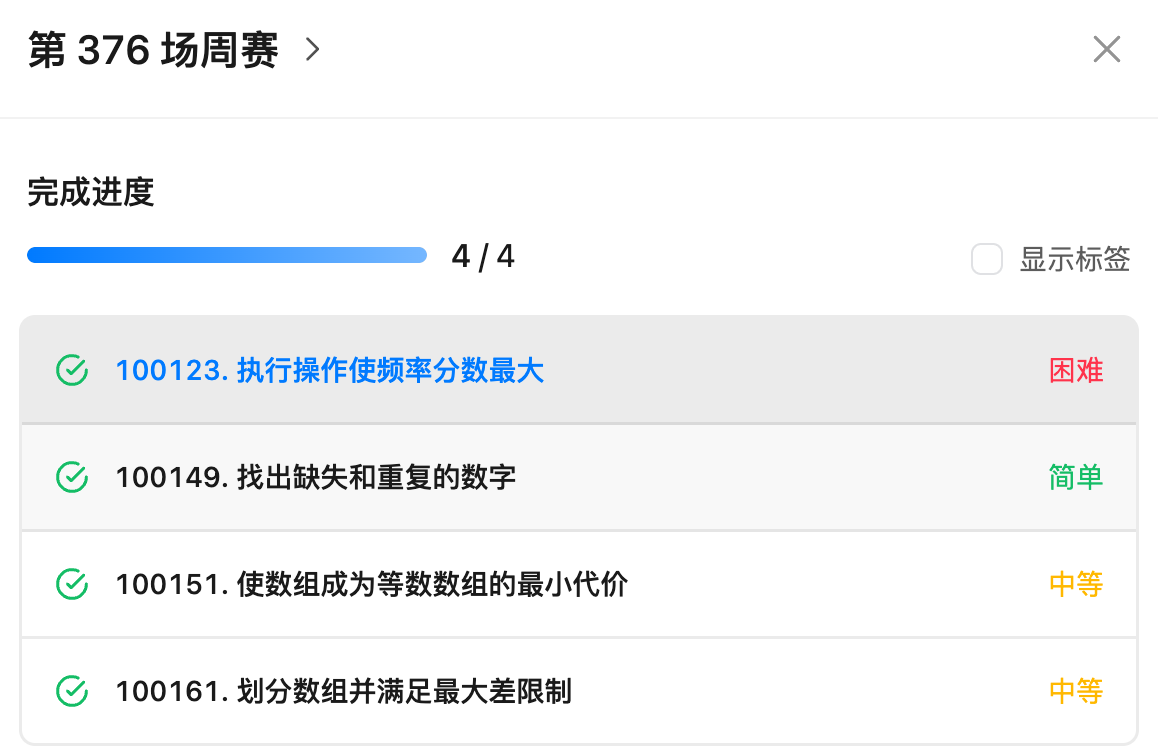 第 376 场周赛
完成进度
4 / 4
显示标签
100123. 执行操作使频率分数最大 困难
100149. 找出缺失和重复的数字 简单
100151. 使数组成为等数数组的最小代价 中等
100161. 划分数组并满足最大差限制 中等